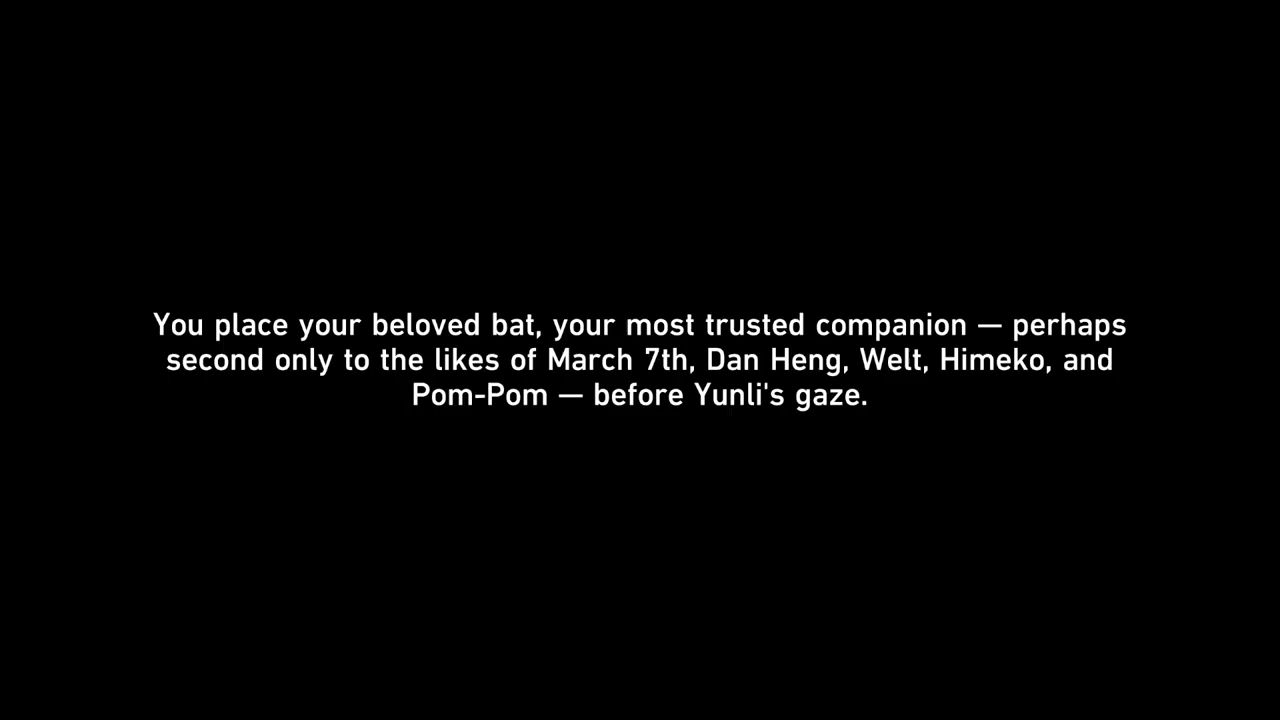 You place your beloved bat, your most trusted companion — perhaps
second only to the likes of March 7th, Dan Heng, Welt, Himeko, and
Pom-Pom — before Yunli's gaze.